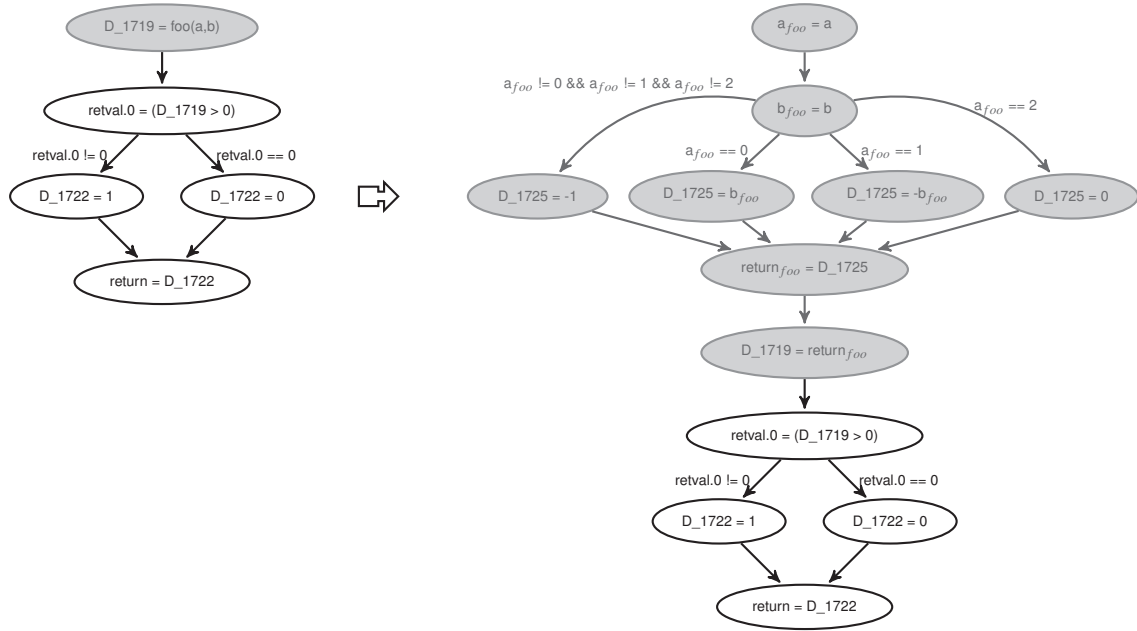 D_1719 = foo(a,b)
retval.0 = (D_1719 > 0)
retval.0 != 0
retval.0 == 0
D_1722 = 1
D_1722 = 0
return = D_1722
a_foo = a
a_foo != 0 && a_foo != 1 && a_foo != 2
b_foo = b
a_foo == 2
a_foo == 0
a_foo == 1
D_1725 = -1
D_1725 = b_foo
D_1725 = -b_foo
D_1725 = 0
return_foo = D_1725
D_1719 = return_foo
retval.0 = (D_1719 > 0)
retval.0 != 0
retval.0 == 0
D_1722 = 1
D_1722 = 0
return = D_1722